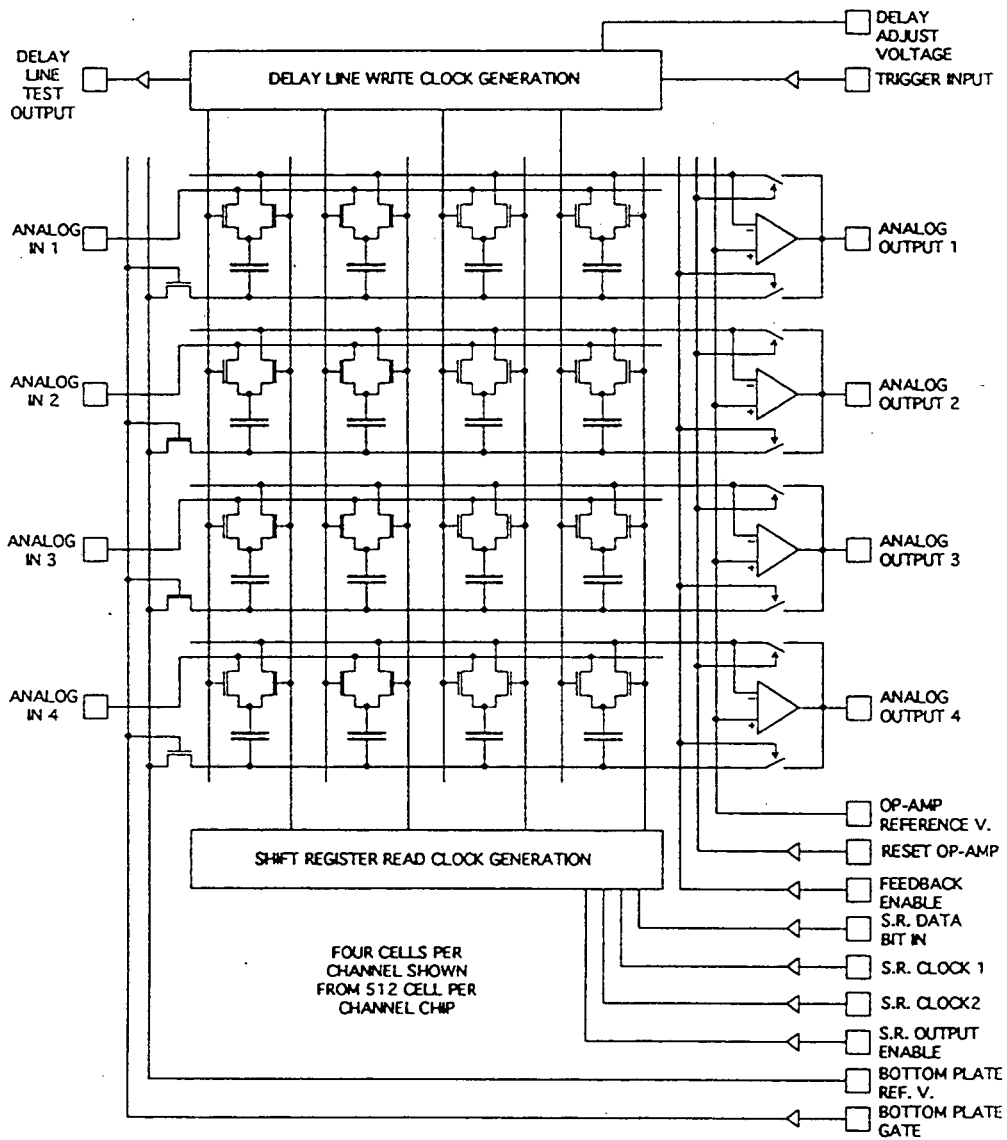 DELAY
ADJUST
VOLTAGE
DELAY
LINE
TEST
OUTPUT
DELAY LINE WRITE CLOCK GENERATION
TRIGGER INPUT
ANALOG
IN 1
-
+
ANALOG
OUTPUT 1
ANALOG
IN 2
-
+
ANALOG
OUTPUT 2
ANALOG
IN 3
-
+
ANALOG
OUTPUT 3
ANALOG
IN 4
-
+
ANALOG
OUTPUT 4
OP-AMP
REFERENCE V.
SHIFT REGISTER READ CLOCK GENERATION
RESET OP-AMP
FEEDBACK
ENABLE
S.R. DATA
BIT IN
FOUR CELLS PER
CHANNEL SHOWN
FROM 512 CELL PER
CHANNEL CHIP
S.R. CLOCK 1
S.R. CLOCK2
S.R. OUTPUT
ENABLE
BOTTOM PLATE
REF. V.
BOTTOM PLATE
GATE